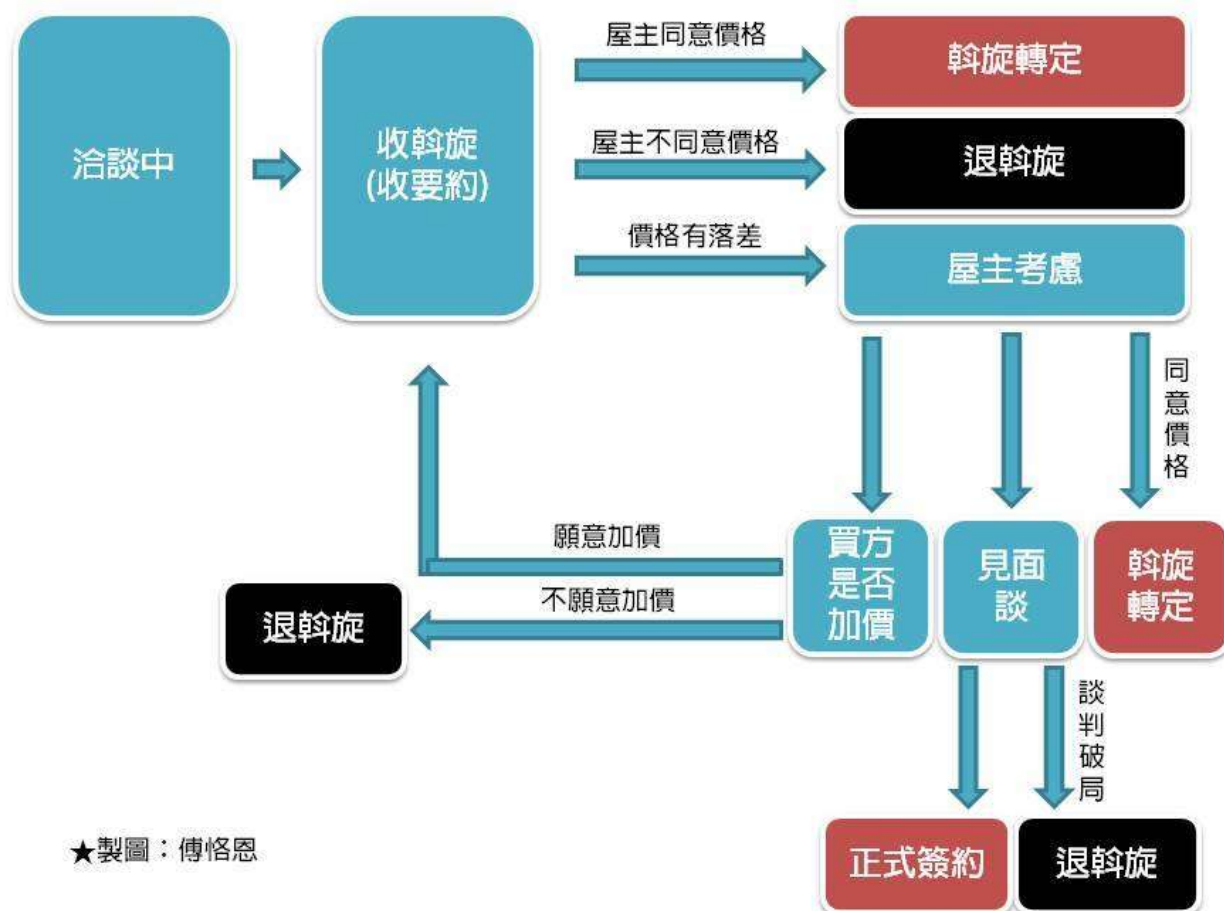 洽談中
收斡旋
(收要約)
屋主同意價格
斡旋轉定
屋主不同意價格
退斡旋
價格有落差
屋主考慮
同意價格
願意加價
不願意加價
退斡旋
買方
是否
加價
見面
談
斡旋
轉定
談判破局
正式簽約
退斡旋
★製圖：傅恪恩